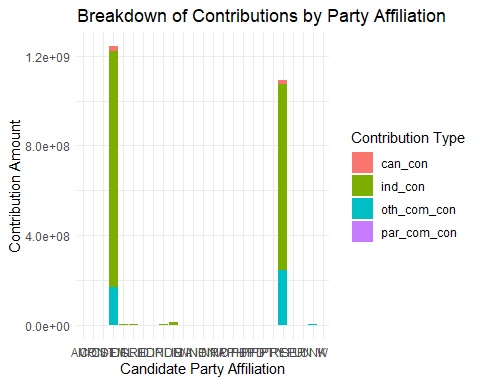 Breakdown of Contributions by Party Affiliation
1.2e+09
8.0e+08
4.0e+08
0.0e+00
Contribution Amount
Candidate Party Affiliation
Contribution Type
can_con
ind_con
oth_com_con
par_com_con